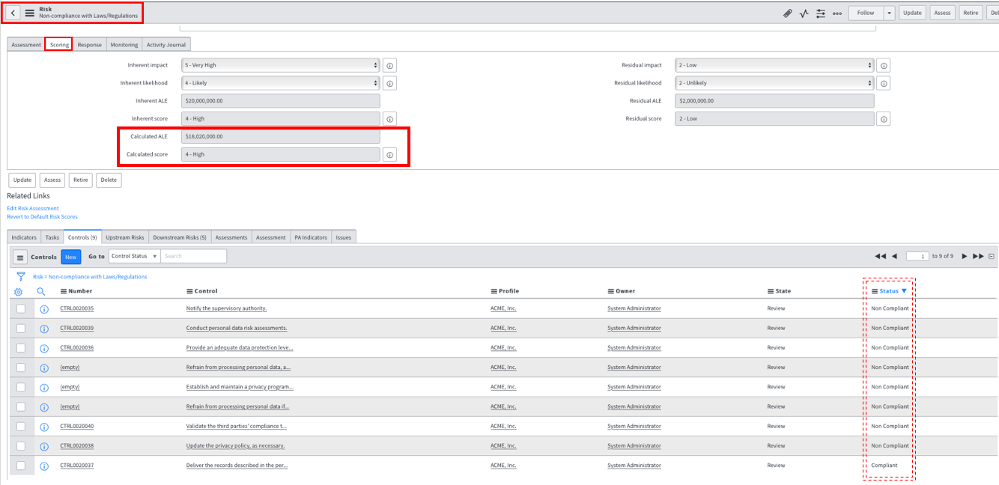 Risk
Non-compliance with Laws/Regulations
Follow Update Assess Retire Del
Assessment Scoring Response Monitoring Activity Journal
Inherent impact 5 - Very High Residual impact 2 - Low
Inherent likelihood 4 - Likely Residual likelihood 2 - Unlikely
Inherent ALE $20,000,000.00 Residual ALE $2,000,000.00
Inherent score 4 - High Residual score 2 - Low
Calculated ALE $18,020,000.00
Calculated score 4 - High
Update Assess Retire Delete
Related Links
Edit Risk Assessment
Revert to Default Risk Scores
Indicators Tasks Controls (9) Upstream Risks Downstream Risks (5) Assessments Assessment PA Indicators Issues
Controls New Go to Control Status Search 1 to 9 of 9
Risk = Non-compliance with Laws/Regulations
Number Control Profile Owner State Status
CTRL0020035 Notify the supervisory authority. ACME, Inc. System Administrator Review Non Compliant
CTRL0020039 Conduct personal data risk assessments. ACME, Inc. System Administrator Review Non Compliant
CTRL0020036 Provide an adequate data protection leve... ACME, Inc. System Administrator Review Non Compliant
(empty) Refrain from processing personal data, a... ACME, Inc. System Administrator Review Non Compliant
(empty) Establish and maintain a privacy program... ACME, Inc. System Administrator Review Non Compliant
(empty) Refrain from processing personal data if... ACME, Inc. System Administrator Review Non Compliant
CTRL0020040 Validate the third parties' compliance t... ACME, Inc. System Administrator Review Non Compliant
CTRL0020038 Update the privacy policy, as necessary. ACME, Inc. System Administrator Review Non Compliant
CTRL0020037 Deliver the records described in the per... ACME, Inc. System Administrator Review Compliant